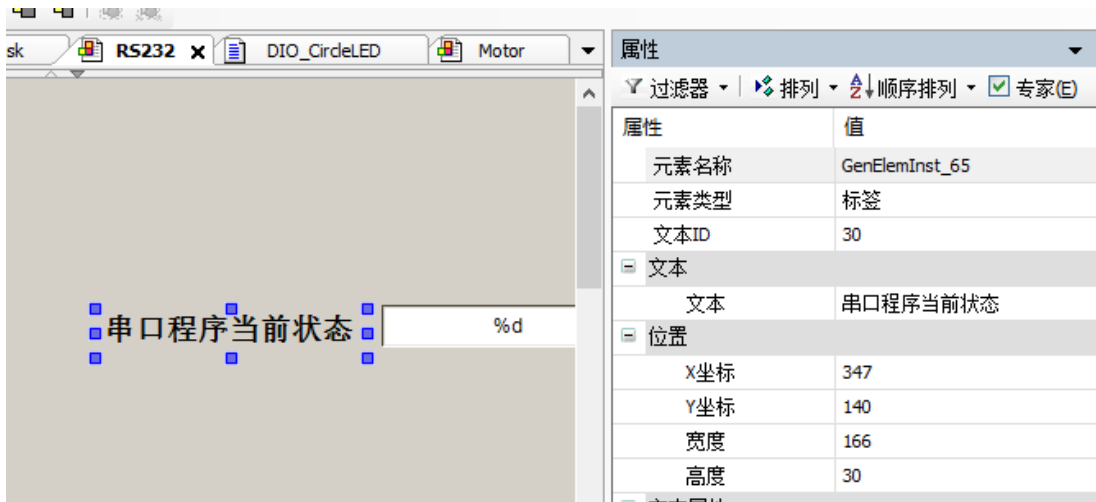 sk RS232 x DIO_CircleLED Motor
属性
过滤器 排列 顺序排列 专家(E)
属性 值
元素名称 GenElemInst_65
元素类型 标签
文本ID 30
文本
文本 串口程序当前状态
位置
X坐标 347
Y坐标 140
宽度 166
高度 30
串口程序当前状态 %d